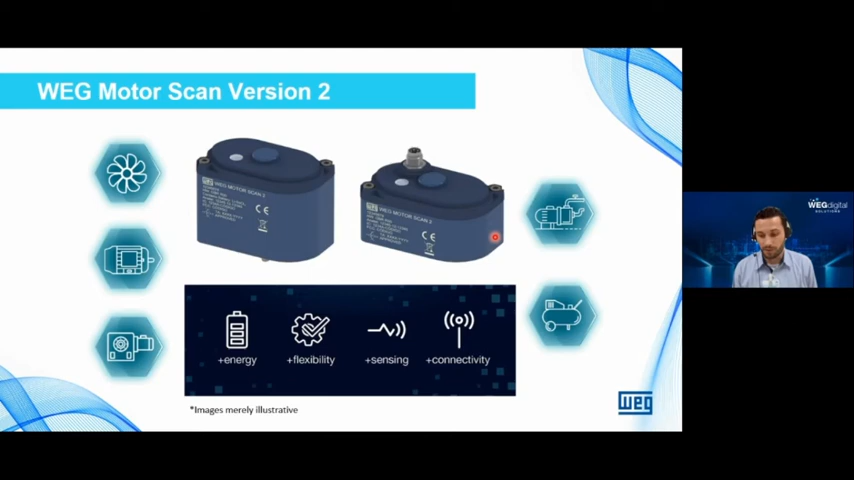 WEG Motor Scan Version 2
WEG MOTOR SCAN 2
WEG MOTOR SCAN 2
+energy
+flexibility
+sensing
+connectivity
*Images merely illustrative
weg
WEGdigital
SOLUTIONS